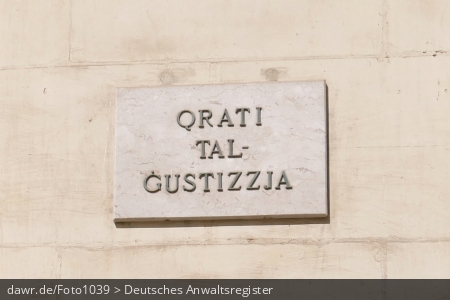 QRATI
TAL-
ĠUSTIZZJA
dawr.de/Foto1039 > Deutsches Anwaltsregister